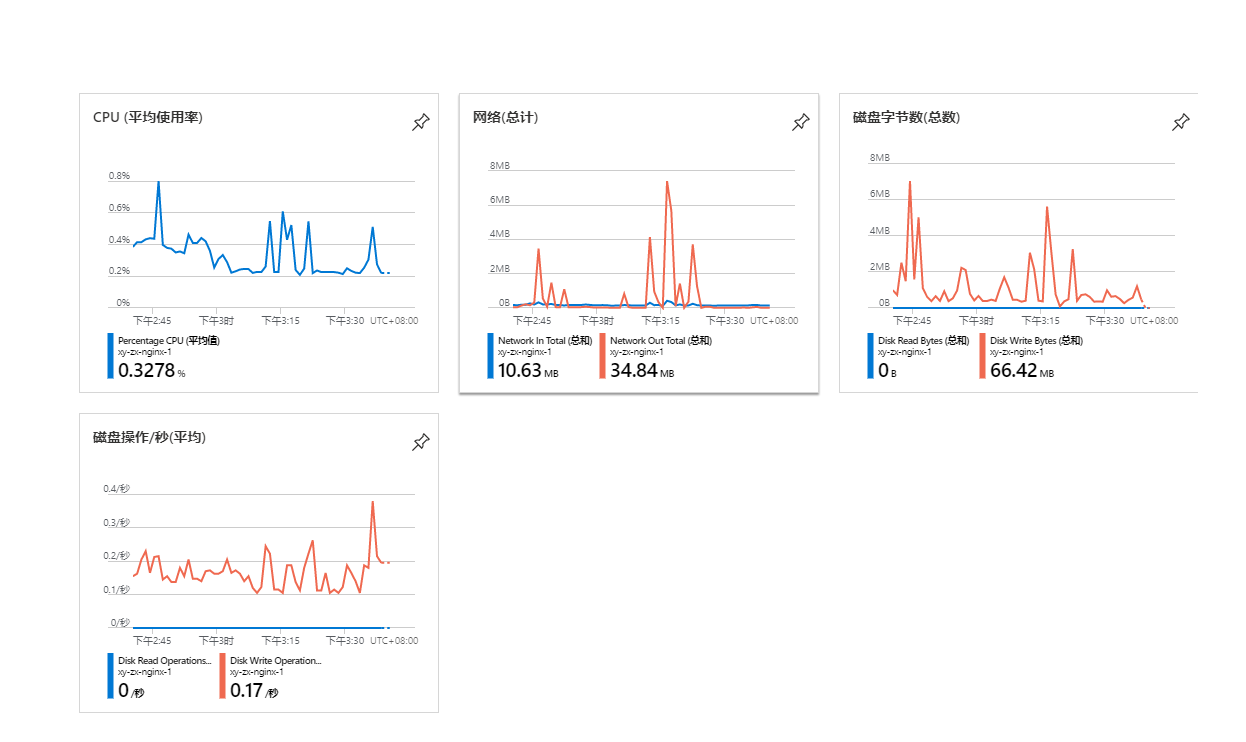 CPU (平均使用率)
0.8%
0.6%
0.4%
0.2%
0%
下午2:45 下午3时 下午3:15 下午3:30 UTC+08:00
Percentage CPU (平均值)
xy-zx-nginx-1
0.3278 %
网络(总计)
8MB
6MB
4MB
2MB
0B
下午2:45 下午3时 下午3:15 下午3:30 UTC+08:00
Network In Total (总和) Network Out Total (总和)
xy-zx-nginx-1 xy-zx-nginx-1
10.63 MB 34.84 MB
磁盘字节数(总数)
8MB
6MB
4MB
2MB
0B
下午2:45 下午3时 下午3:15 下午3:30 UTC+08:00
Disk Read Bytes (总和) Disk Write Bytes (总和)
xy-zx-nginx-1 xy-zx-nginx-1
0 B 66.42 MB
磁盘操作/秒(平均)
0.4/秒
0.3/秒
0.2/秒
0.1/秒
0/秒
下午2:45 下午3时 下午3:15 下午3:30 UTC+08:00
Disk Read Operations... Disk Write Operation...
xy-zx-nginx-1 xy-zx-nginx-1
0 /秒 0.17 /秒